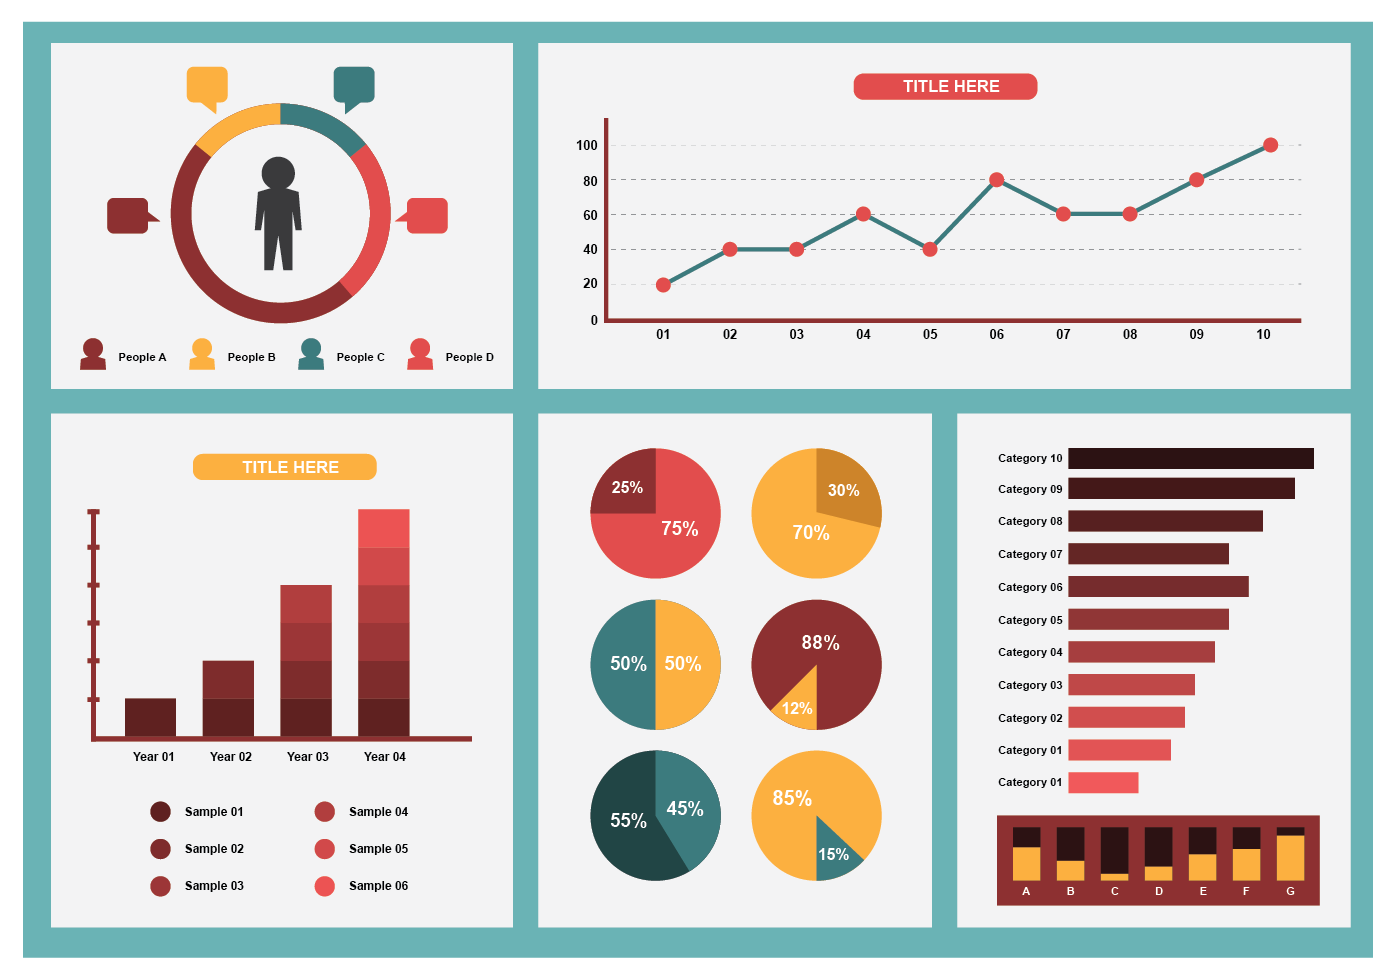 People A
People B
People C
People D
TITLE HERE
100
80
60
40
20
0
01 02 03 04 05 06 07 08 09 10
TITLE HERE
Year 01 Year 02 Year 03 Year 04
Sample 01
Sample 02
Sample 03
Sample 04
Sample 05
Sample 06
25%
75%
30%
70%
50% 50%
88%
12%
55% 45%
85%
15%
Category 10
Category 09
Category 08
Category 07
Category 06
Category 05
Category 04
Category 03
Category 02
Category 01
Category 01
A B C D E F G